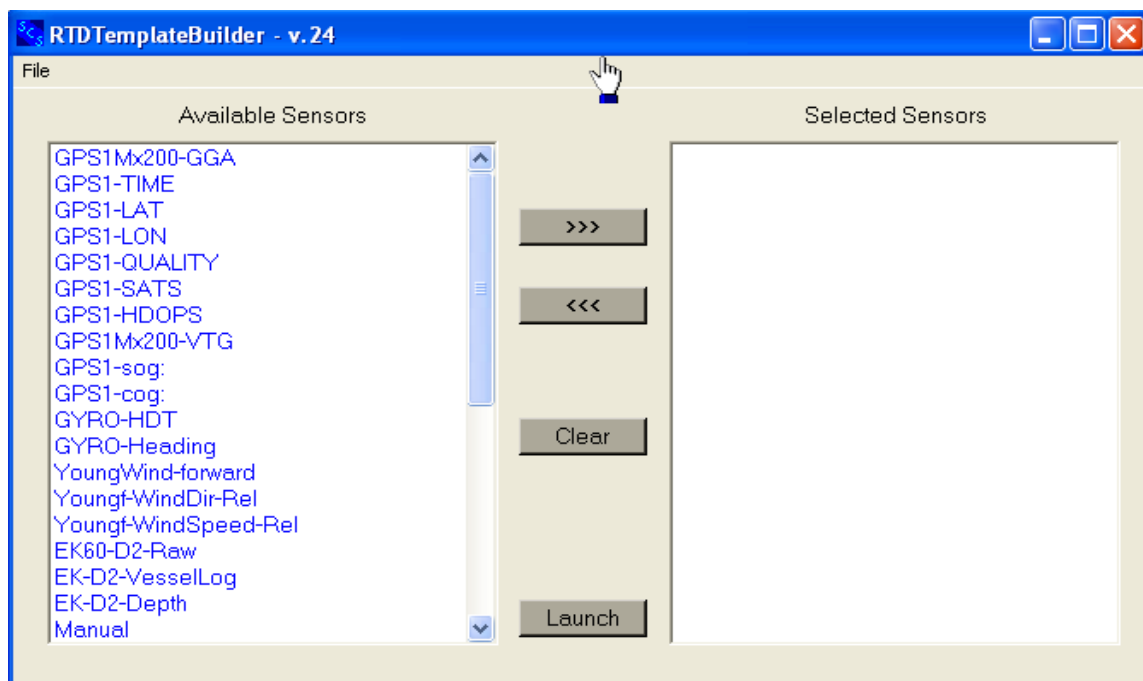 SCS RTDTemplateBuilder - v.24
File
Available Sensors
Selected Sensors
GPS1Mx200-GGA
GPS1-TIME
GPS1-LAT
GPS1-LON
GPS1-QUALITY
GPS1-SATS
GPS1-HDOPS
GPS1Mx200-VTG
GPS1-sog:
GPS1-cog:
GYRO-HDT
GYRO-Heading
YoungWind-forward
Youngf-WindDir-Rel
Youngf-WindSpeed-Rel
EK60-D2-Raw
EK-D2-VesselLog
EK-D2-Depth
Manual
>>>
<<<
Clear
Launch